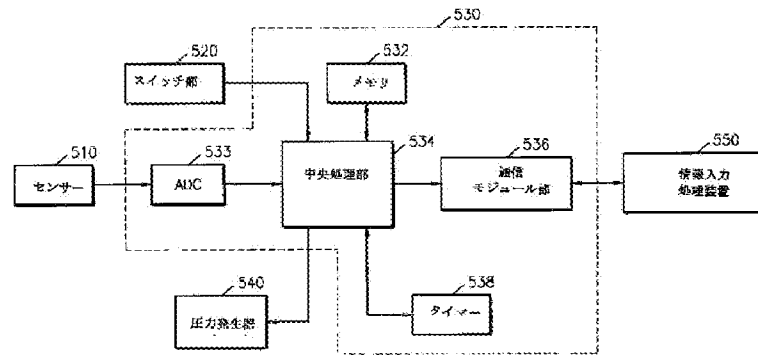 530
520
スイッチ部
532
メモリ
510
センサー
533
ADC
534
中央処理部
536
通信
モジュール部
550
情報入力
処理装置
540
圧力発生器
538
タイマー